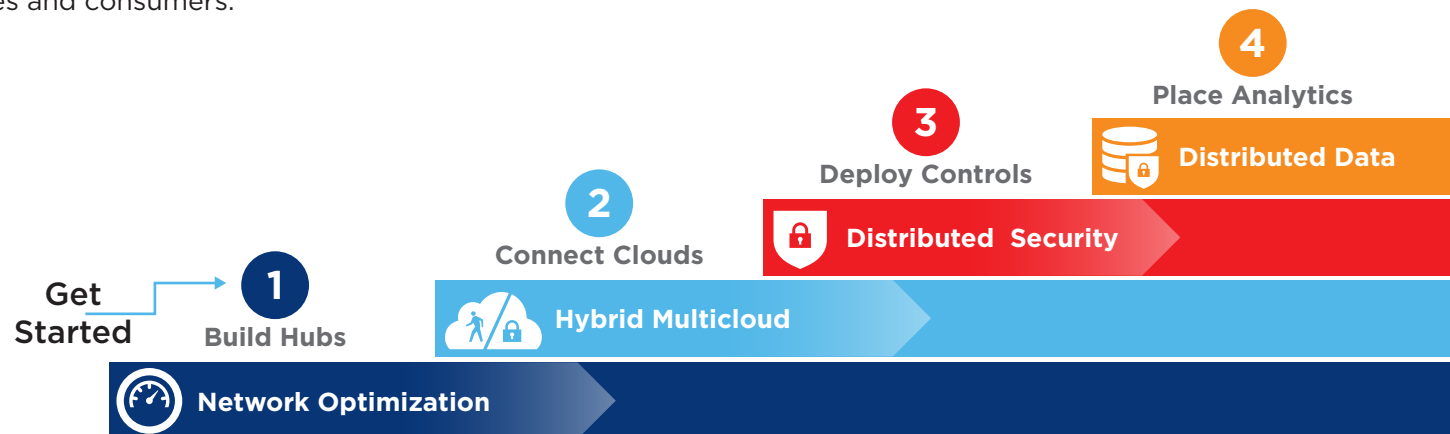 es and consumers.
4
Place Analytics
Distributed Data
3
Deploy Controls
Distributed Security
2
Connect Clouds
Hybrid Multicloud
Get
Started
1
Build Hubs
Network Optimization